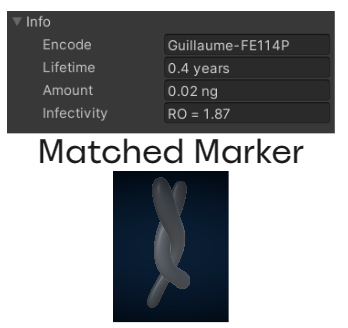 Info
Encode Guillaume-FE114P
Lifetime 0.4 years
Amount 0.02 ng
Infectivity RO = 1.87
Matched Marker